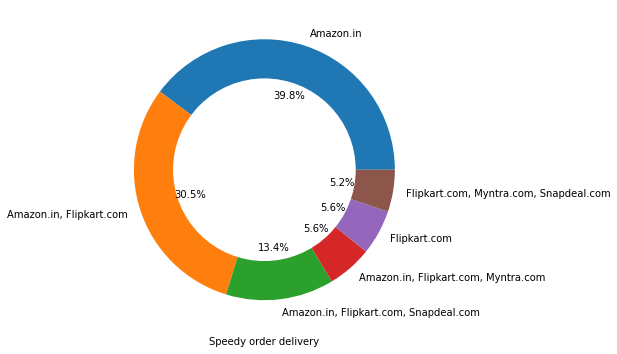 Amazon.in
39.8%
5.2%
Flipkart.com, Myntra.com, Snapdeal.com
30.5%
5.6%
Amazon.in, Flipkart.com
5.6%
Flipkart.com
13.4%
Amazon.in, Flipkart.com, Myntra.com
Amazon.in, Flipkart.com, Snapdeal.com
Speedy order delivery